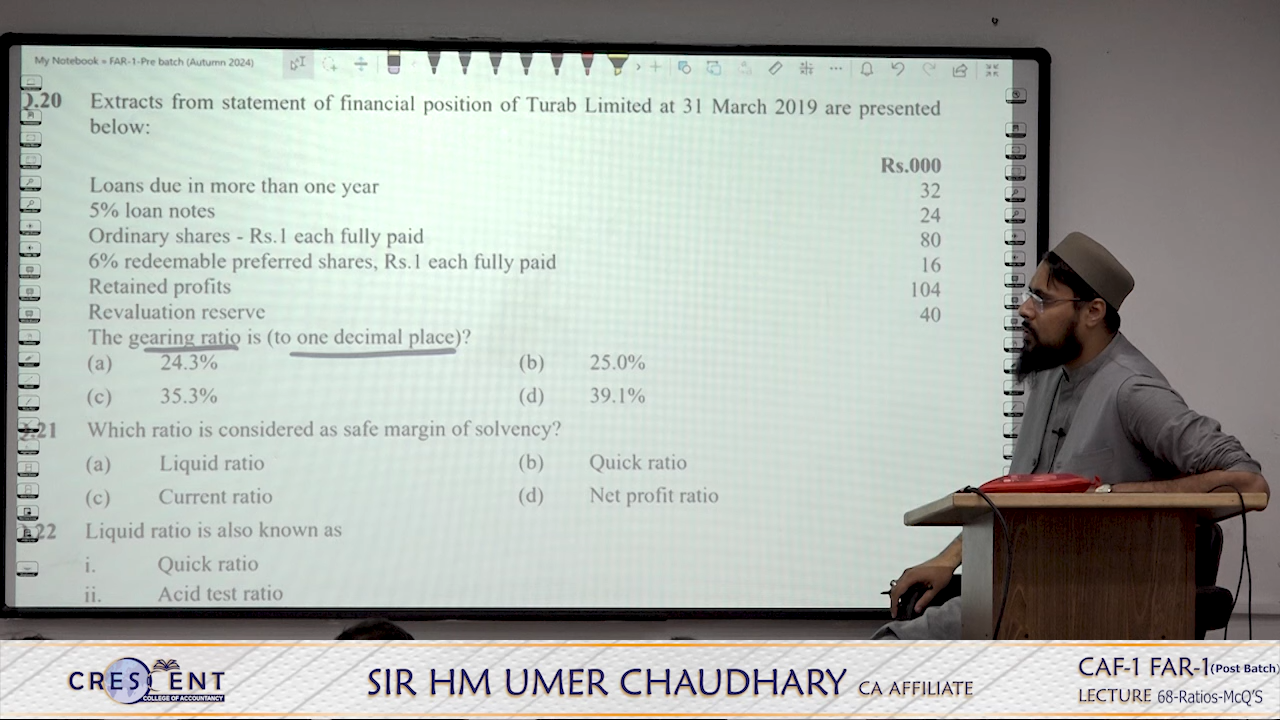 My Notebook » FAR-1-Pre batch (Autumn 2024)
Q.20 Extracts from statement of financial position of Turab Limited at 31 March 2019 are presented
below:
Rs.000
Loans due in more than one year 32
5% loan notes 24
Ordinary shares - Rs.1 each fully paid 80
6% redeemable preferred shares, Rs.1 each fully paid 16
Retained profits 104
Revaluation reserve 40
The gearing ratio is (to one decimal place)?
(a) 24.3% (b) 25.0%
(c) 35.3% (d) 39.1%
.21 Which ratio is considered as safe margin of solvency?
(a) Liquid ratio (b) Quick ratio
(c) Current ratio (d) Net profit ratio
.22 Liquid ratio is also known as
i. Quick ratio
ii. Acid test ratio
CRESCENT
COLLEGE OF ACCOUNTANCY
SIR HM UMER CHAUDHARY CA AFFILIATE
CAF-1 FAR-1 (Post Batch)
LECTURE 68-Ratios-McQ'S